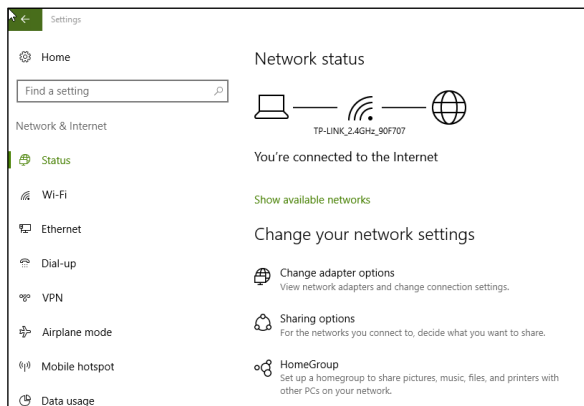 Settings
Home
Find a setting
Network & Internet
Status
Wi-Fi
Ethernet
Dial-up
VPN
Airplane mode
Mobile hotspot
Data usage
Network status
TP-LINK_2.4GHz_90F707
You're connected to the Internet
Show available networks
Change your network settings
Change adapter options
View network adapters and change connection settings.
Sharing options
For the networks you connect to, decide what you want to share.
HomeGroup
Set up a homegroup to share pictures, music, files, and printers with
other PCs on your network.